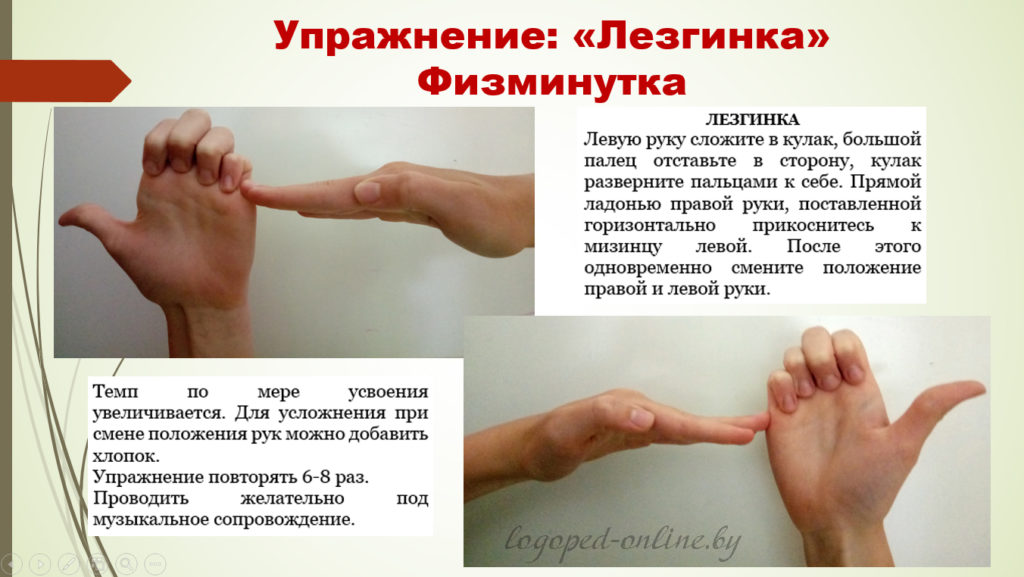 Упражнение: «Лезгинка»
Физминутка
ЛЕЗГИНКА
Левую руку сложите в кулак, большой
палец отставьте в сторону, кулак
разверните пальцами к себе. Прямой
ладонью правой руки, поставленной
горизонтально прикоснитесь к
мизинцу левой. После этого
одновременно смените положение
правой и левой руки.
Темп по мере усвоения
увеличивается. Для усложнения при
смене положения рук можно добавить
хлопок.
Упражнение повторять 6-8 раз.
Проводить желательно под
музыкальное сопровождение.
logoped-online.by